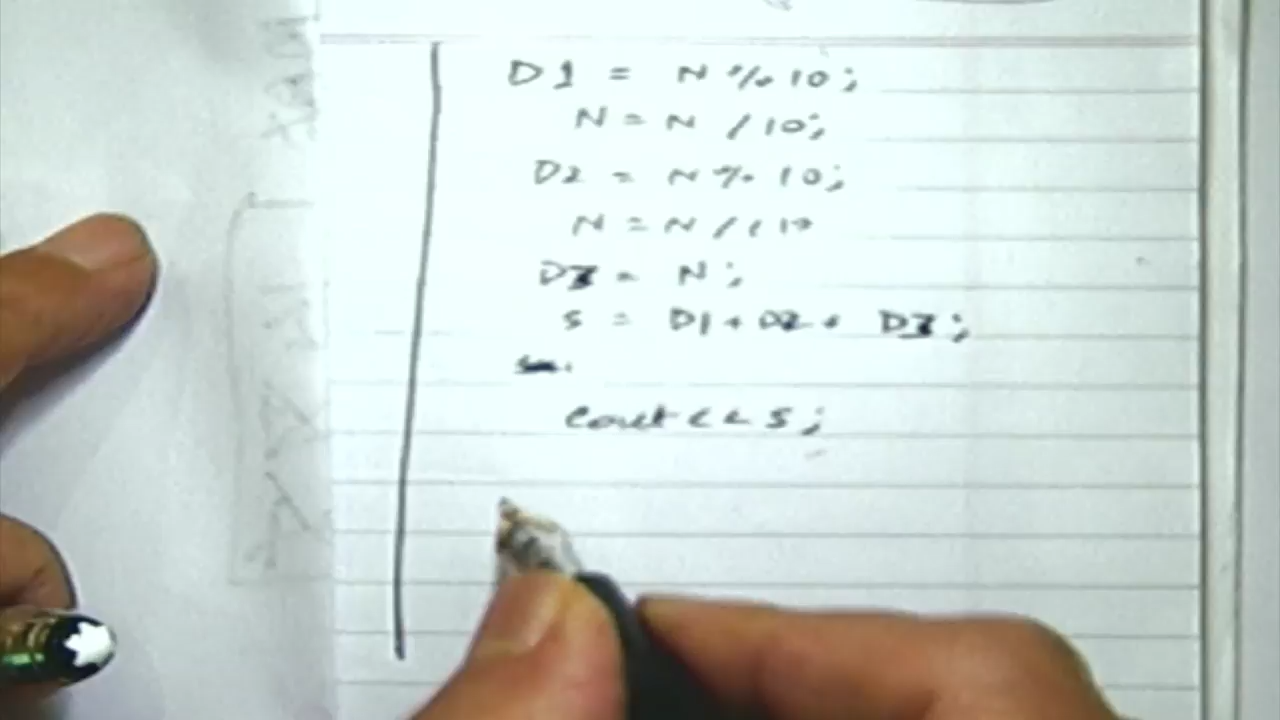 D1 = N % 10;
N = N / 10;
D2 = N % 10;
N = N / 10
D3 = N;
S = D1 + D2 + D3;
cout << S;